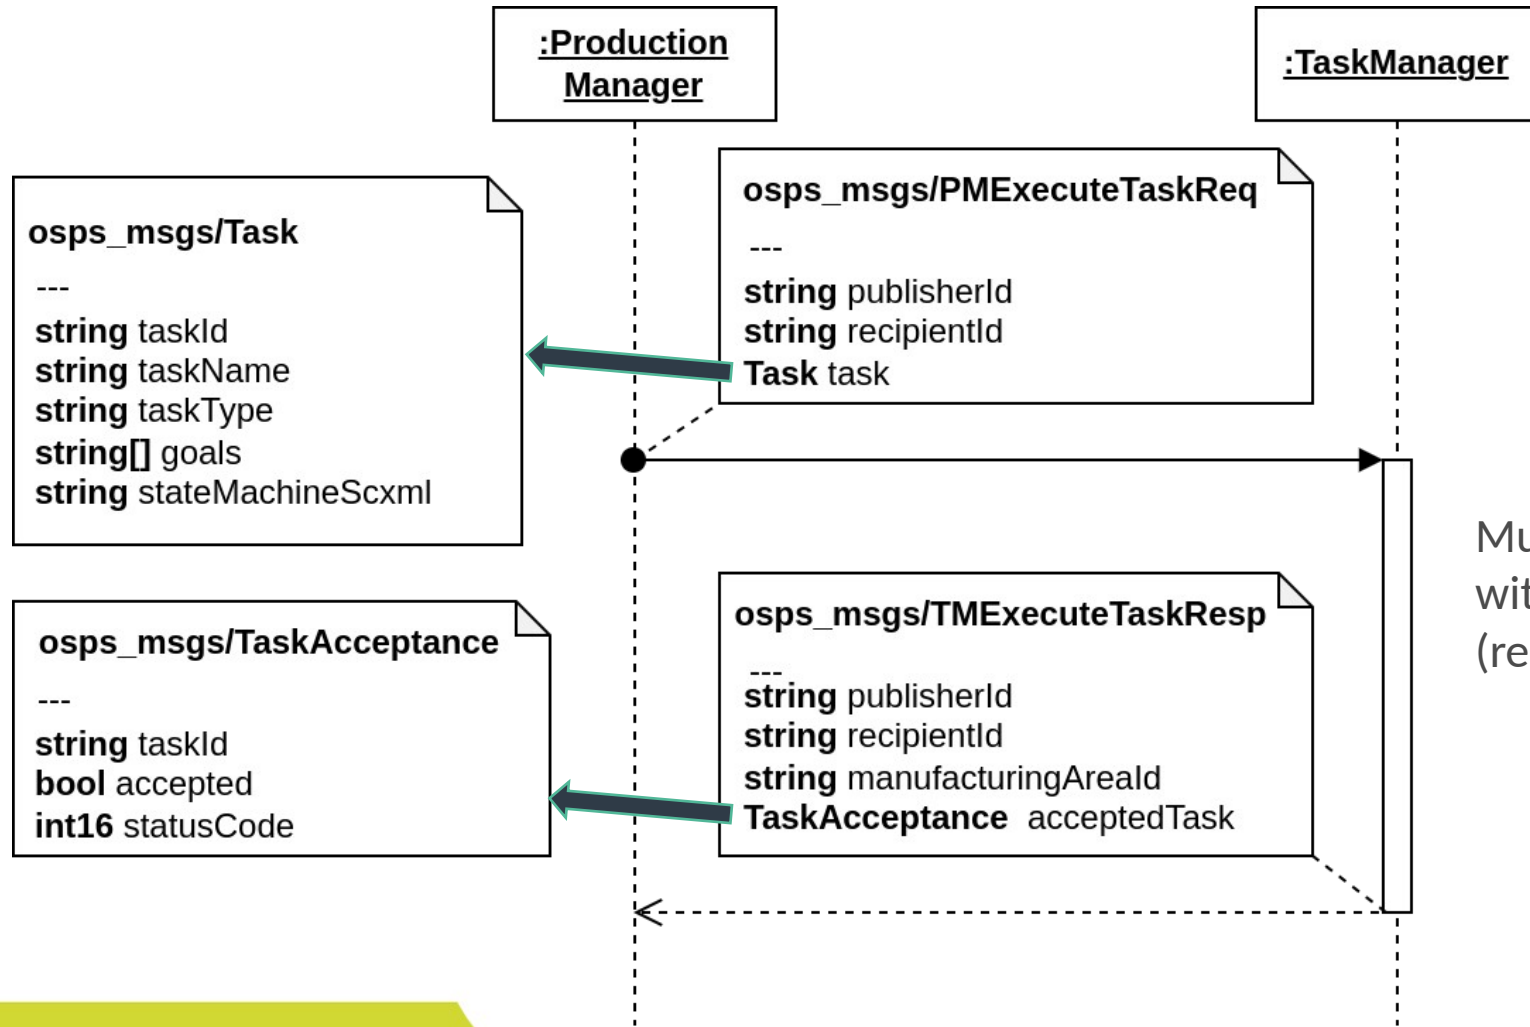 :Production
Manager
:TaskManager
osps_msgs/PMExecuteTaskReq
---
string publisherId
string recipientId
Task task
osps_msgs/Task
---
string taskId
string taskName
string taskType
string[] goals
string stateMachineScxml
osps_msgs/TMExecuteTaskResp
---
string publisherId
string recipientId
string manufacturingAreaId
TaskAcceptance acceptedTask
osps_msgs/TaskAcceptance
---
string taskId
bool accepted
int16 statusCode